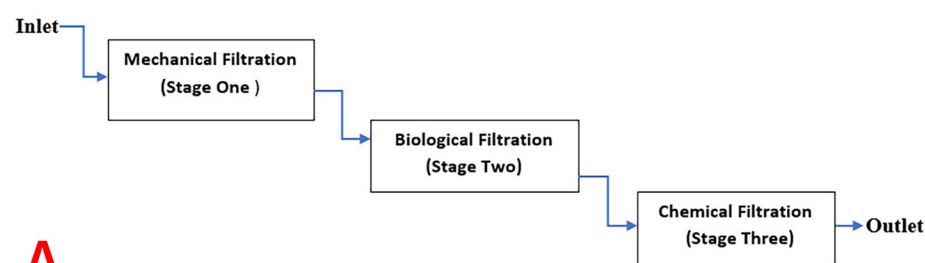 Inlet
Mechanical Filtration
(Stage One )
Biological Filtration
(Stage Two)
Chemical Filtration
(Stage Three)
Outlet